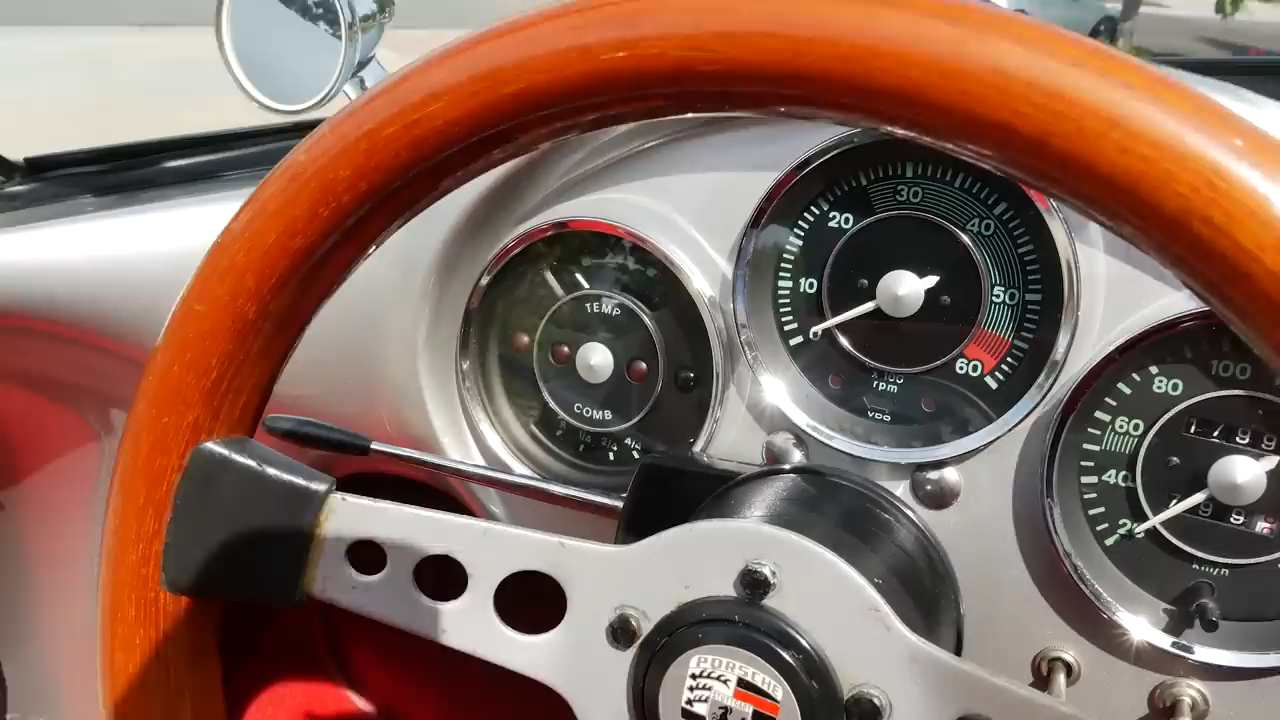 TEMP
COMB
R 1/4 2/4 4/4
10 20 30 40 50 60
x 100
rpm
VDO
20 40 60 80 100
km/h
PORSCHE
STUTTGART